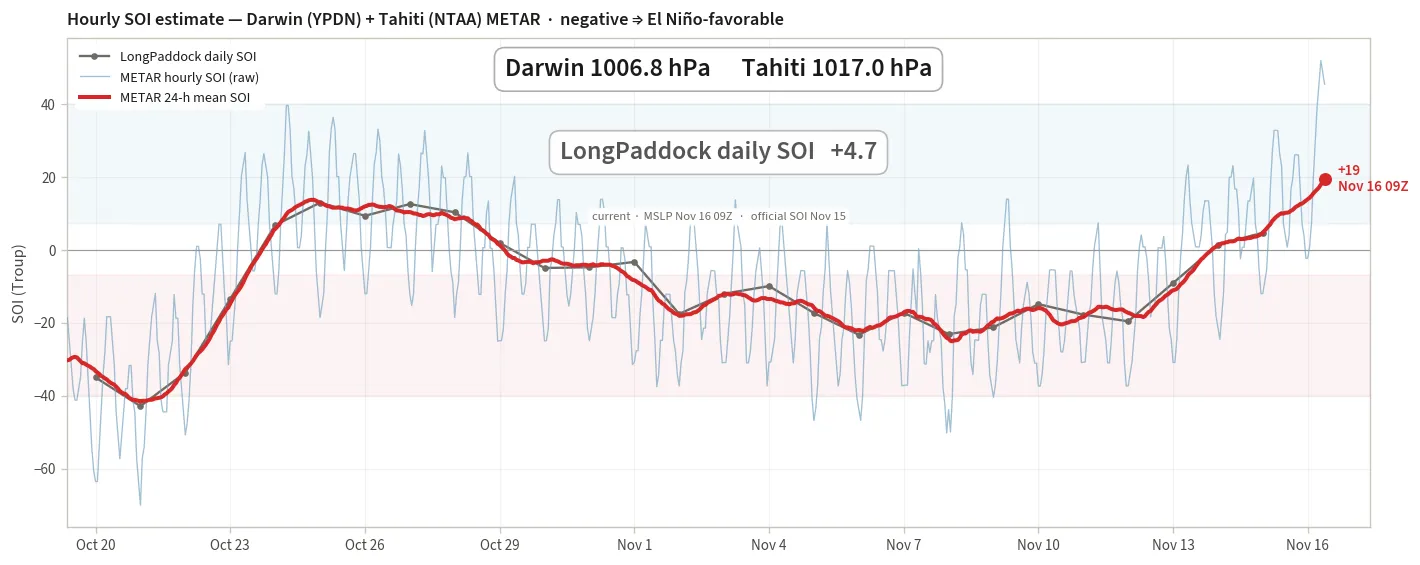 Hourly SOI estimate — Darwin (YPDN) + Tahiti (NTAA) METAR · negative ⇒ El Niño-favorable
LongPaddock daily SOI
METAR hourly SOI (raw)
METAR 24-h mean SOI
Darwin 1006.8 hPa Tahiti 1017.0 hPa
LongPaddock daily SOI +4.7
current · MSLP Nov 16 09Z · official SOI Nov 15
+19
Nov 16 09Z
SOI (Troup)
40
20
0
−20
−40
−60
Oct 20 Oct 23 Oct 26 Oct 29 Nov 1 Nov 4 Nov 7 Nov 10 Nov 13 Nov 16